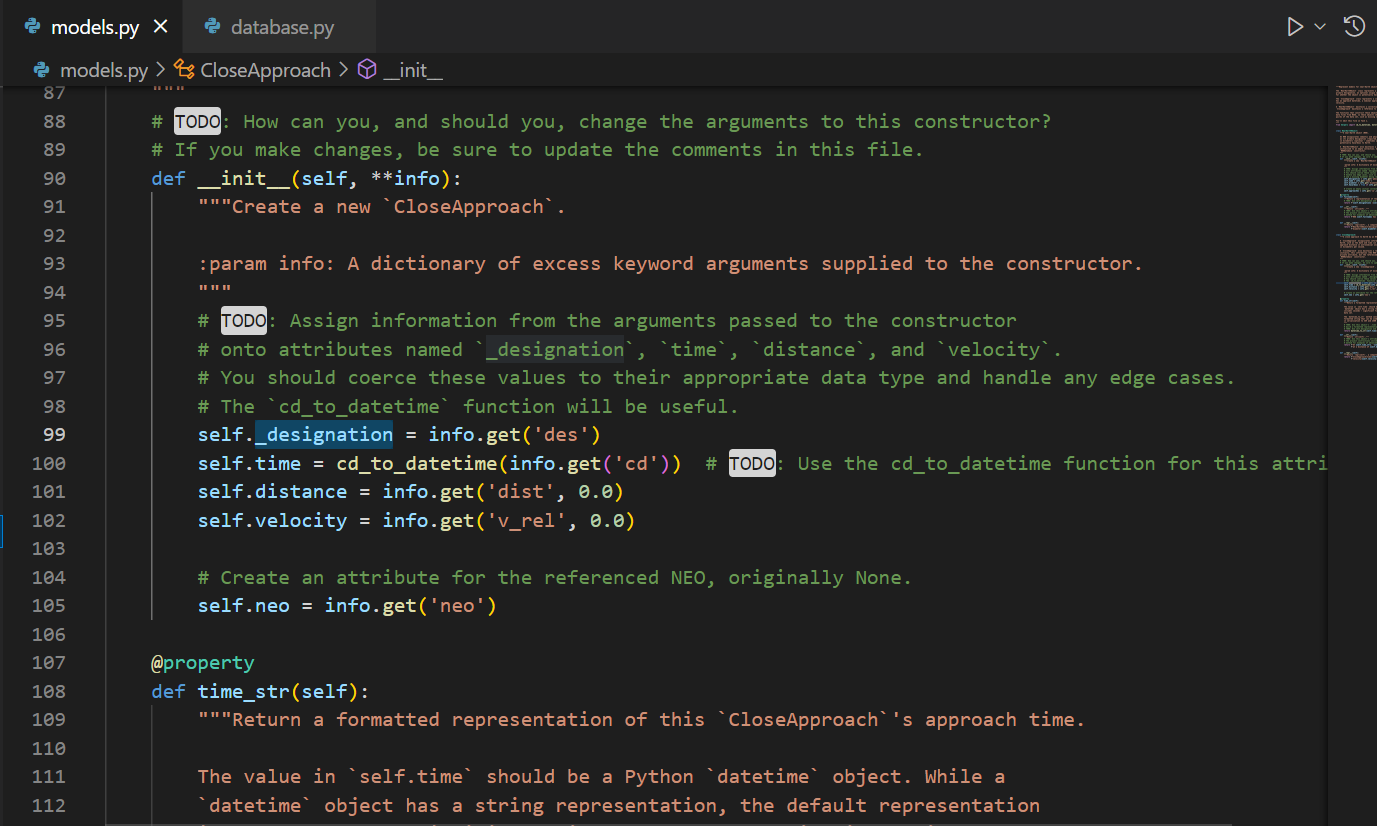 models.py
database.py
models.py > CloseApproach > __init__
87 """
88 # TODO: How can you, and should you, change the arguments to this constructor?
89 # If you make changes, be sure to update the comments in this file.
90 def __init__(self, **info):
91 """Create a new `CloseApproach`.
92
93 :param info: A dictionary of excess keyword arguments supplied to the constructor.
94 """
95 # TODO: Assign information from the arguments passed to the constructor
96 # onto attributes named `_designation`, `time`, `distance`, and `velocity`.
97 # You should coerce these values to their appropriate data type and handle any edge cases.
98 # The `cd_to_datetime` function will be useful.
99 self._designation = info.get('des')
100 self.time = cd_to_datetime(info.get('cd'))  # TODO: Use the cd_to_datetime function for this attri
101 self.distance = info.get('dist', 0.0)
102 self.velocity = info.get('v_rel', 0.0)
103
104 # Create an attribute for the referenced NEO, originally None.
105 self.neo = info.get('neo')
106
107 @property
108 def time_str(self):
109 """Return a formatted representation of this `CloseApproach`'s approach time.
110
111 The value in `self.time` should be a Python `datetime` object. While a
112 `datetime` object has a string representation, the default representation